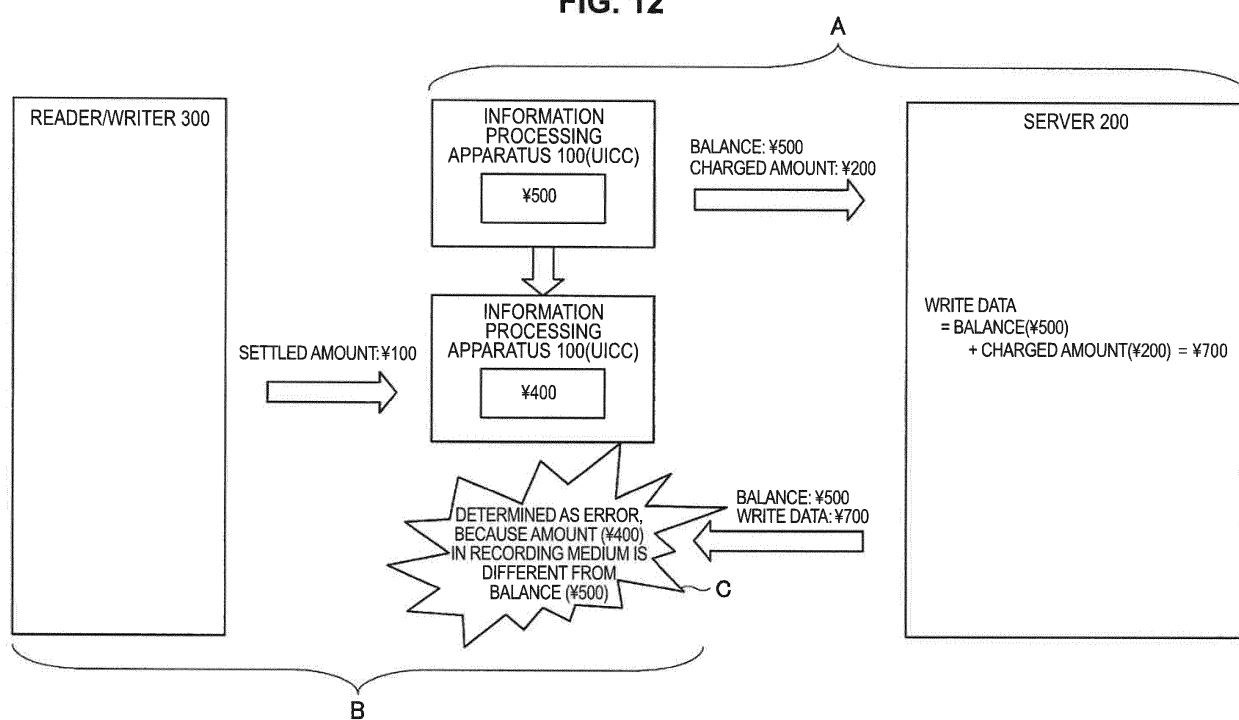 FIG. 12
A
READER/WRITER 300
INFORMATION
PROCESSING
APPARATUS 100(UICC)
¥500
BALANCE: ¥500
CHARGED AMOUNT: ¥200
SERVER 200
INFORMATION
PROCESSING
APPARATUS 100(UICC)
¥400
SETTLED AMOUNT: ¥100
WRITE DATA
= BALANCE(¥500)
+ CHARGED AMOUNT(¥200) = ¥700
DETERMINED AS ERROR,
BECAUSE AMOUNT (¥400)
IN RECORDING MEDIUM IS
DIFFERENT FROM
BALANCE (¥500)
C
BALANCE: ¥500
WRITE DATA: ¥700
B